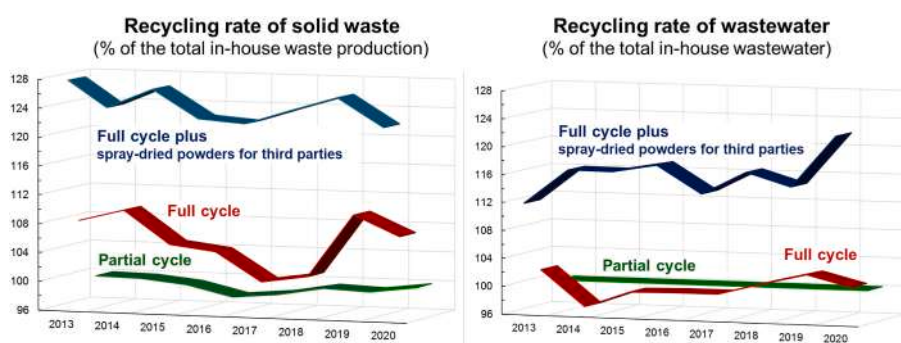 Recycling rate of solid waste
(% of the total in-house waste production)
128
124
120
116
112
108
104
100
96
Full cycle plus
spray-dried powders for third parties
Full cycle
Partial cycle
2013 2014 2015 2016 2017 2018 2019 2020
Recycling rate of wastewater
(% of the total in-house wastewater)
128
124
120
116
112
108
104
100
96
Full cycle plus
spray-dried powders for third parties
Partial cycle
Full cycle
2013 2014 2015 2016 2017 2018 2019 2020